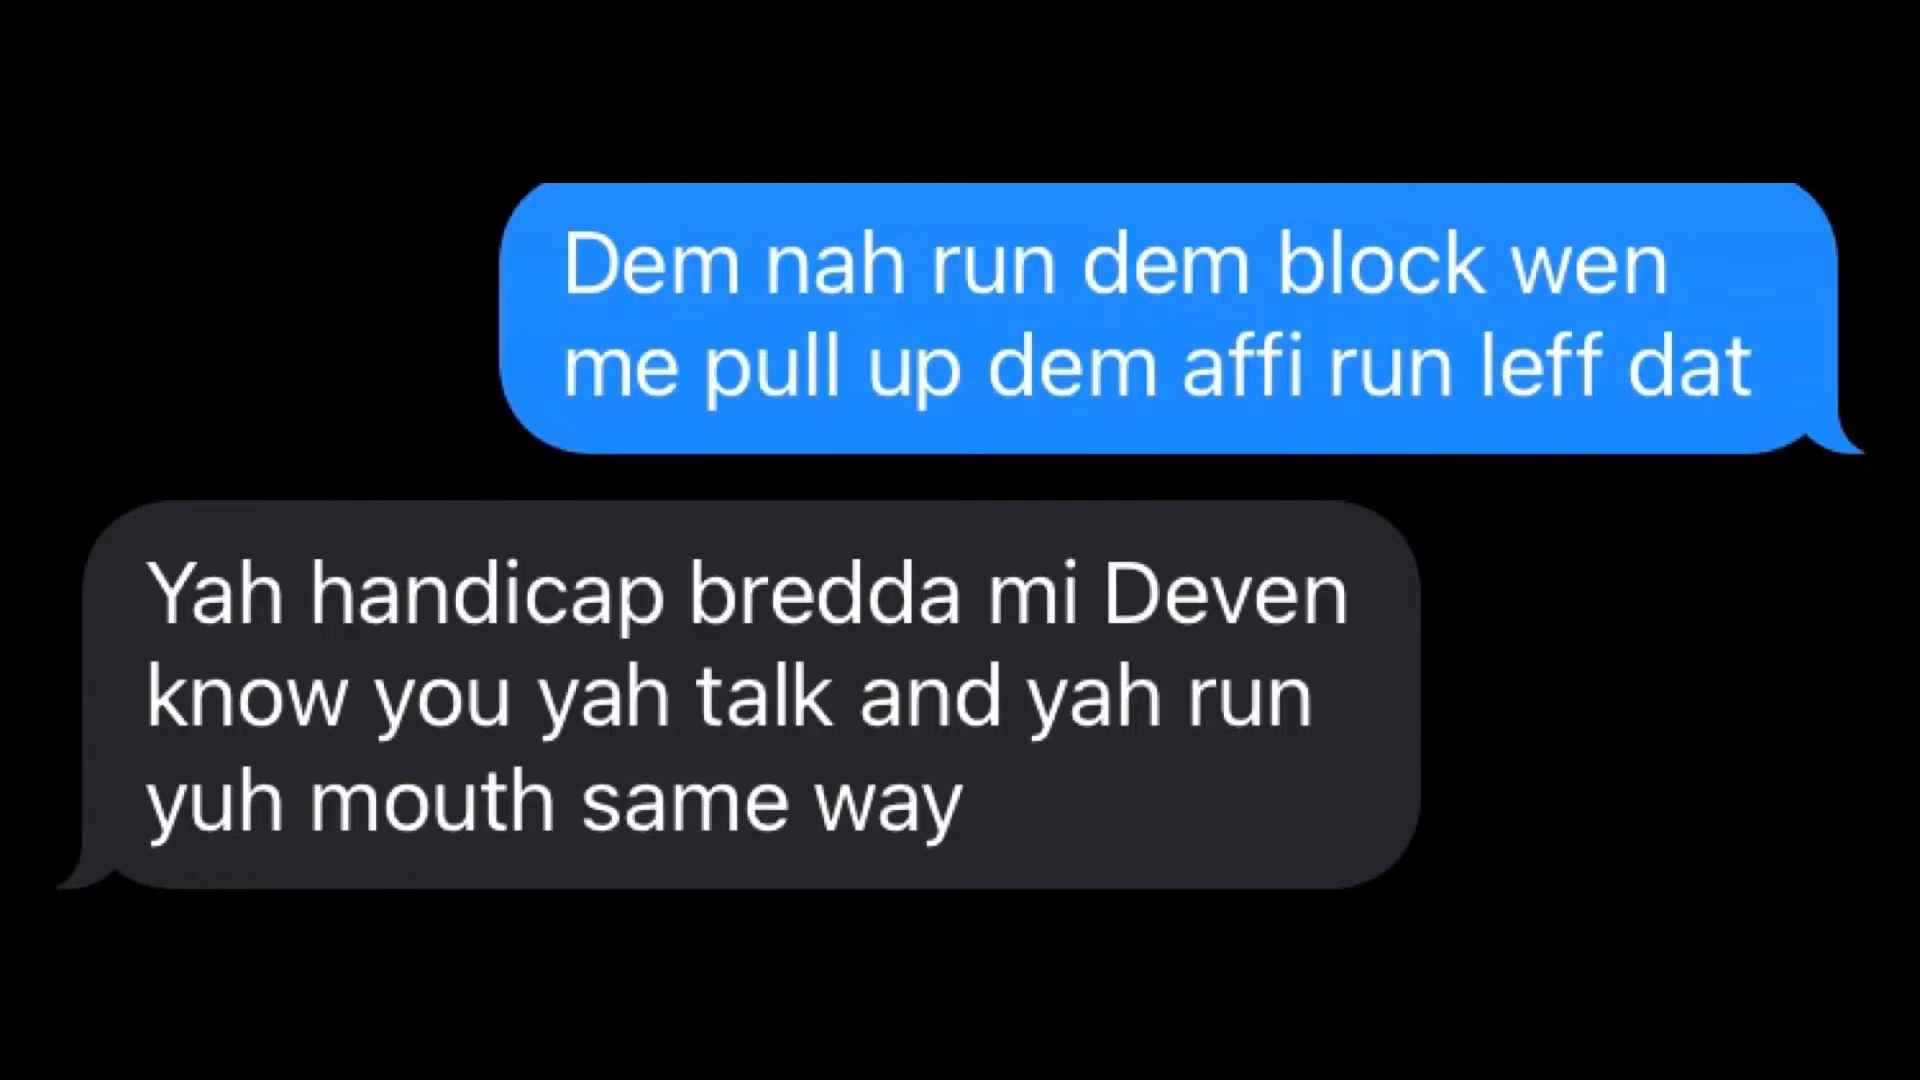 Dem nah run dem block wen
me pull up dem affi run leff dat
Yah handicap bredda mi Deven
know you yah talk and yah run
yuh mouth same way